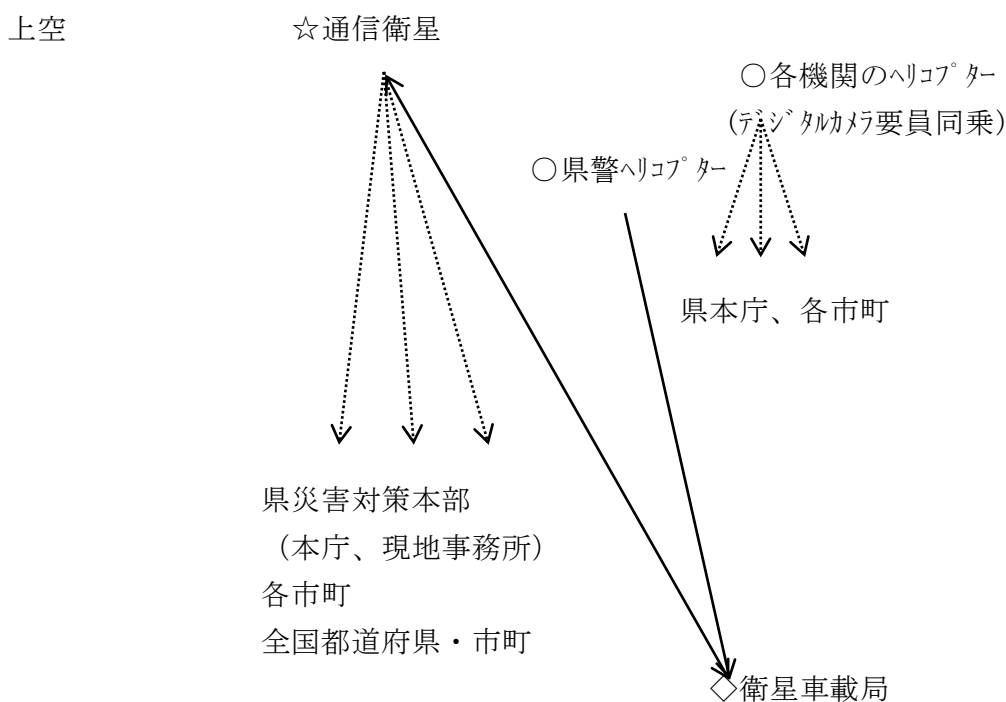 上空
☆通信衛星
○各機関のﾍﾘｺﾌﾟﾀｰ
(ﾃﾞｼﾞﾀﾙｶﾒﾗ要員同乗)
○県警ﾍﾘｺﾌﾟﾀｰ
県本庁、各市町
県災害対策本部
（本庁、現地事務所）
各市町
全国都道府県・市町
◇衛星車載局